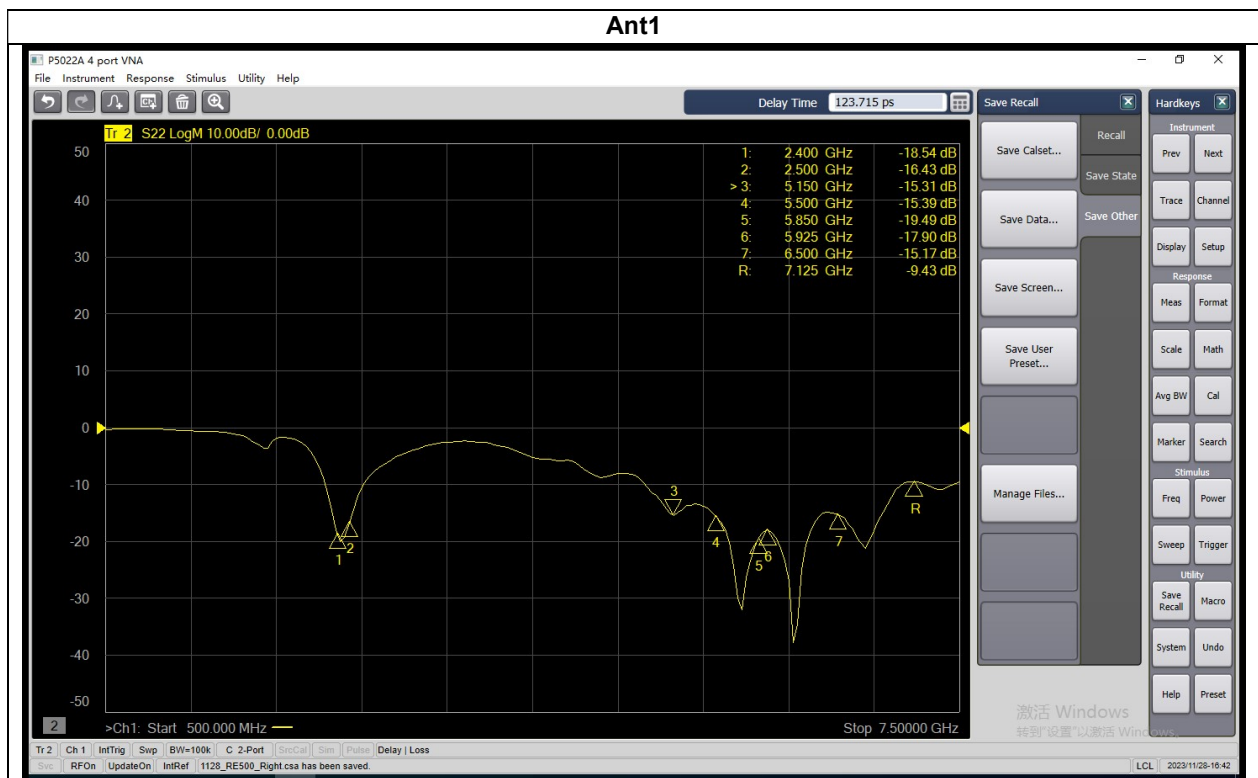 Ant1
P5022A 4 port VNA
File Instrument Response Stimulus Utility Help
Delay Time 123.715 ps
Tr 2 S22 LogM 10.00dB/ 0.00dB
1: 2.400 GHz -18.54 dB
2: 2.500 GHz -16.43 dB
> 3: 5.150 GHz -15.31 dB
4: 5.500 GHz -15.39 dB
5: 5.850 GHz -19.49 dB
6: 5.925 GHz -17.90 dB
7: 6.500 GHz -15.17 dB
R: 7.125 GHz -9.43 dB
50
40
30
20
10
0
-10
-20
-30
-40
-50
1
2
3
4
5
6
7
R
2 >Ch1: Start 500.000 MHz Stop 7.50000 GHz
Save Recall
Save Calset...
Save Data...
Save Screen...
Save User
Preset...
Manage Files...
Recall
Save State
Save Other
Hardkeys
Instrument
Prev Next
Trace Channel
Display Setup
Response
Meas Format
Scale Math
Avg BW Cal
Marker Search
Stimulus
Freq Power
Sweep Trigger
Utility
Save
Recall
Macro
System Undo
Help Preset
激活 Windows
转到"设置"以激活 Windows。
Tr 2 Ch 1 IntTrig Swp BW=100k C 2-Port SrcCal Sim Pulse Delay | Loss
Svc RFOn UpdateOn IntRef 1128_RE500_Right.csa has been saved. LCL 2023/11/28-16:42